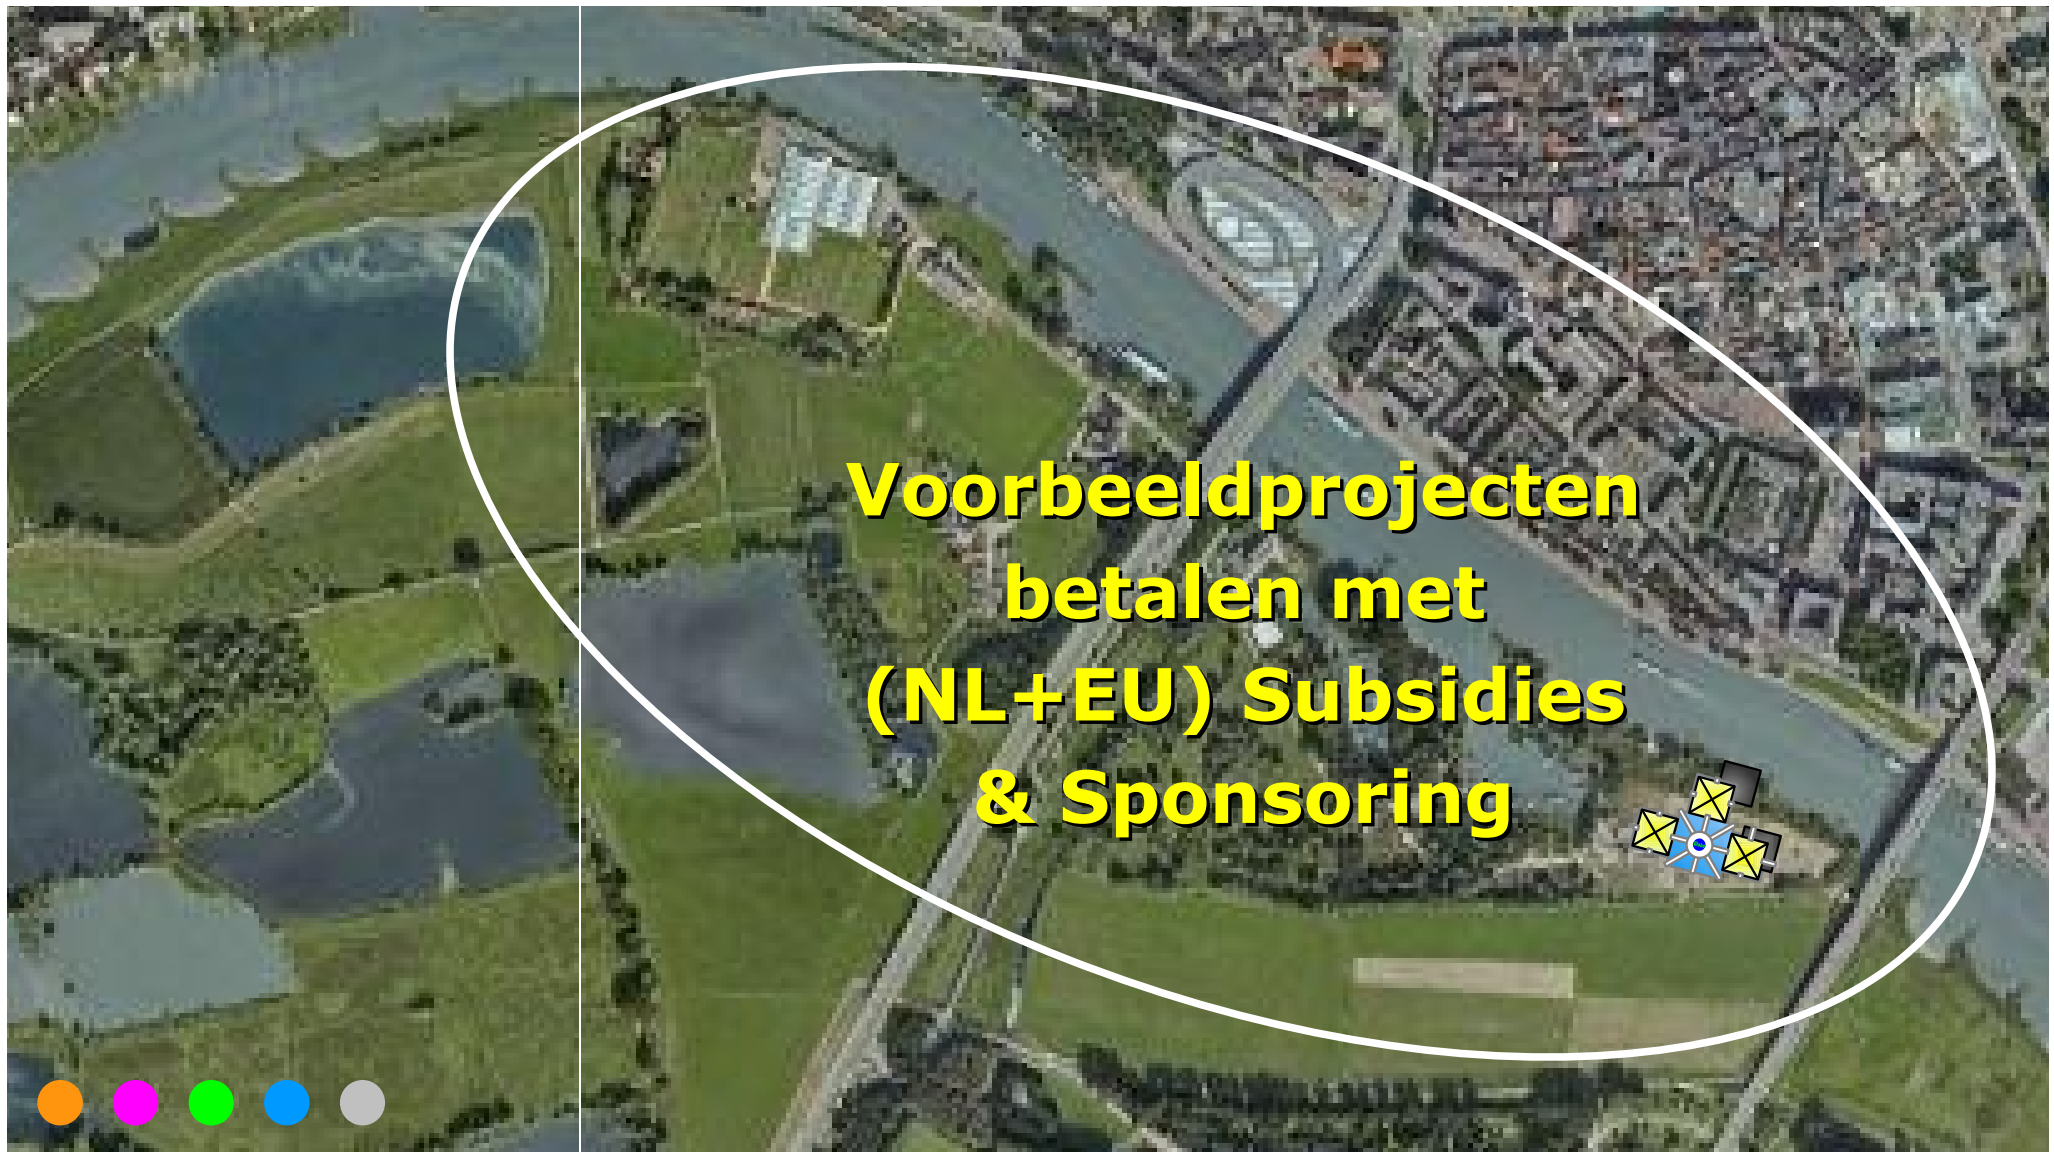 Voorbeeldprojecten
betalen met
(NL+EU) Subsidies
& Sponsoring